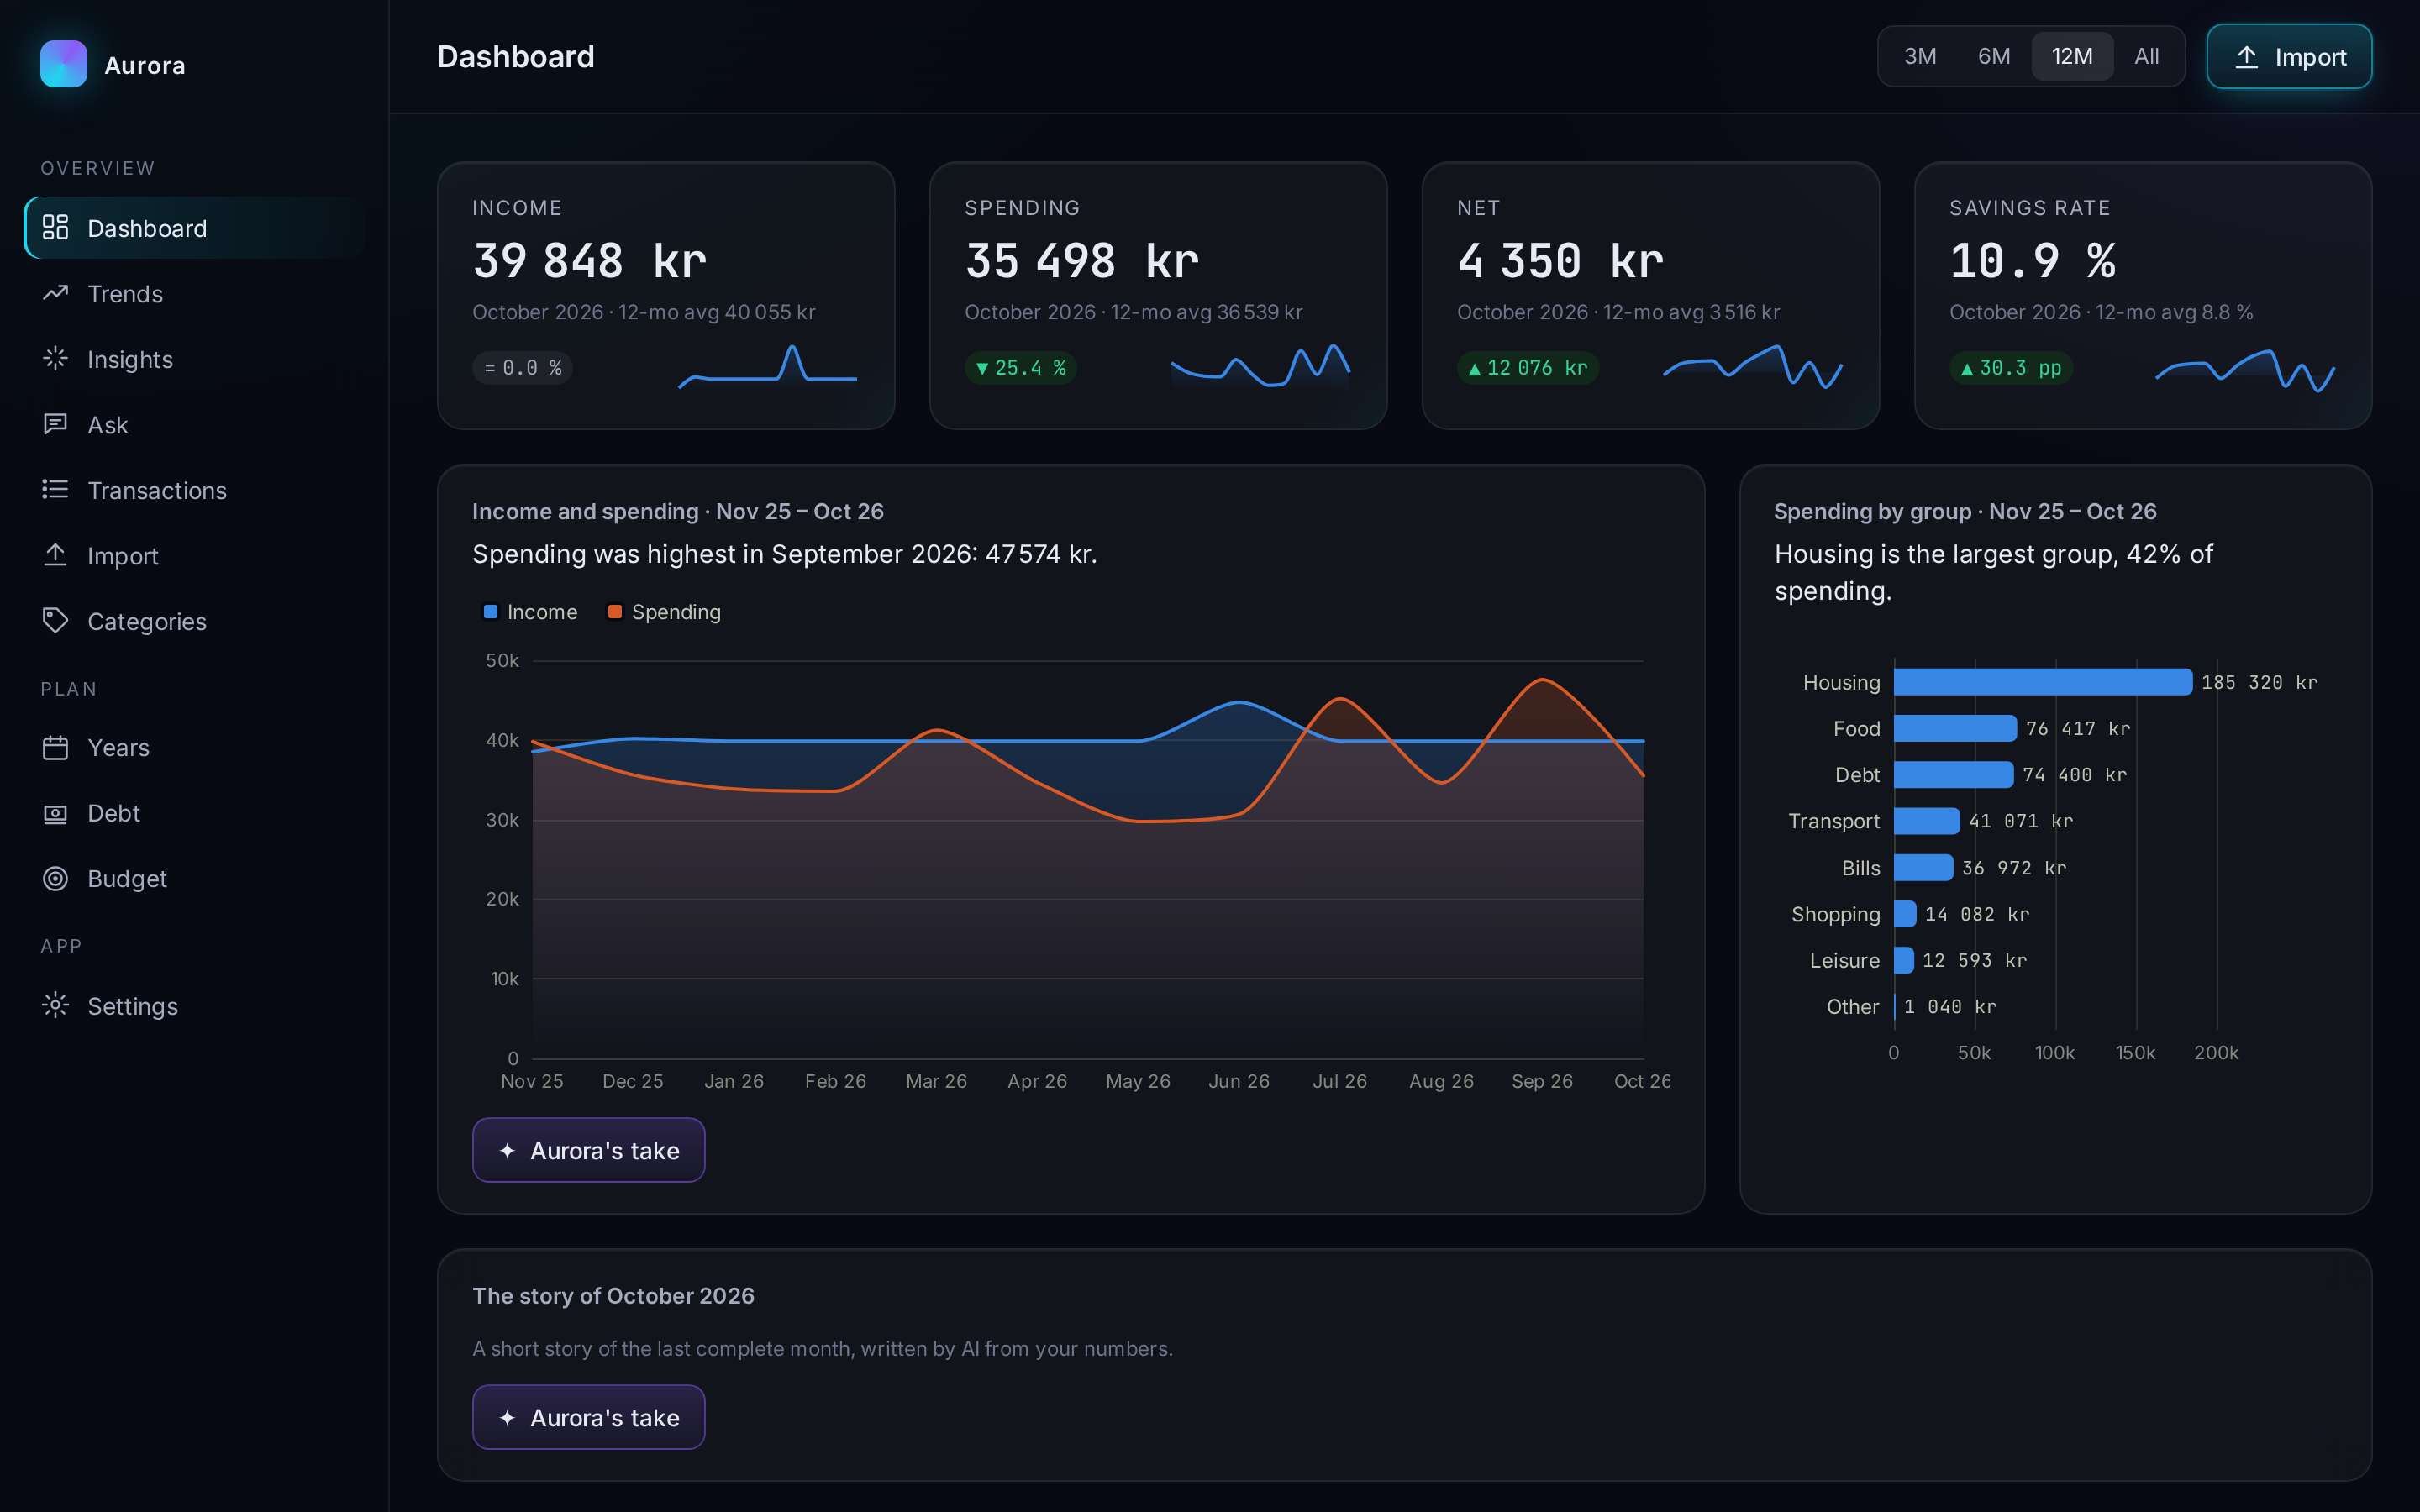 Aurora
OVERVIEW
Dashboard
Trends
Insights
Ask
Transactions
Import
Categories
PLAN
Years
Debt
Budget
APP
Settings
Dashboard
3M 6M 12M All
Import
INCOME
39 848 kr
October 2026 · 12-mo avg 40 055 kr
= 0.0 %
SPENDING
35 498 kr
October 2026 · 12-mo avg 36 539 kr
▼ 25.4 %
NET
4 350 kr
October 2026 · 12-mo avg 3 516 kr
▲ 12 076 kr
SAVINGS RATE
10.9 %
October 2026 · 12-mo avg 8.8 %
▲ 30.3 pp
Income and spending · Nov 25 – Oct 26
Spending was highest in September 2026: 47 574 kr.
Income Spending
50k
40k
30k
20k
10k
0
Nov 25 Dec 25 Jan 26 Feb 26 Mar 26 Apr 26 May 26 Jun 26 Jul 26 Aug 26 Sep 26 Oct 26
✦ Aurora's take
Spending by group · Nov 25 – Oct 26
Housing is the largest group, 42% of
spending.
Housing 185 320 kr
Food 76 417 kr
Debt 74 400 kr
Transport 41 071 kr
Bills 36 972 kr
Shopping 14 082 kr
Leisure 12 593 kr
Other 1 040 kr
0 50k 100k 150k 200k
The story of October 2026
A short story of the last complete month, written by AI from your numbers.
✦ Aurora's take